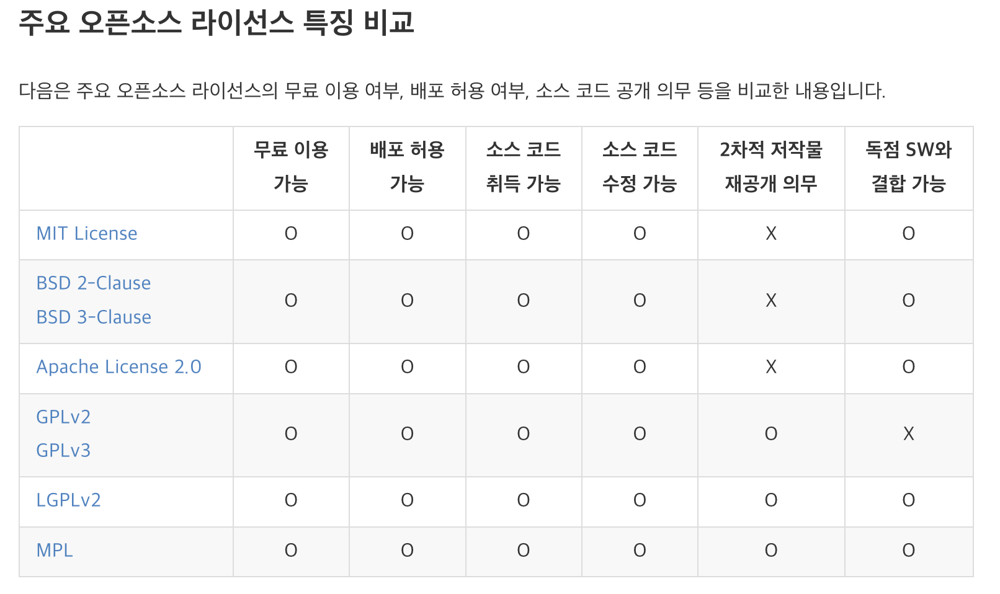 주요 오픈소스 라이선스 특징 비교
다음은 주요 오픈소스 라이선스의 무료 이용 여부, 배포 허용 여부, 소스 코드 공개 의무 등을 비교한 내용입니다.
무료 이용 배포 허용 소스 코드 소스 코드 2차적 저작물 독점 SW와
가능 가능 취득 가능 수정 가능 재공개 의무 결합 가능
MIT License O O O O X O
BSD 2-Clause
BSD 3-Clause
O O O O X O
Apache License 2.0 O O O O X O
GPLv2
GPLv3
O O O O O X
LGPLv2 O O O O O O
MPL O O O O O O